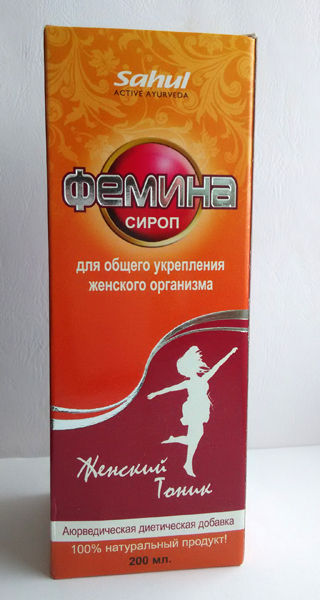 Sahul
ACTIVE AYURVEDA
Фемина
СИРОП
для общего укрепления
женского организма
Женский
Тоник
Аюрведическая диетическая добавка
100% натуральный продукт!
200 мл.